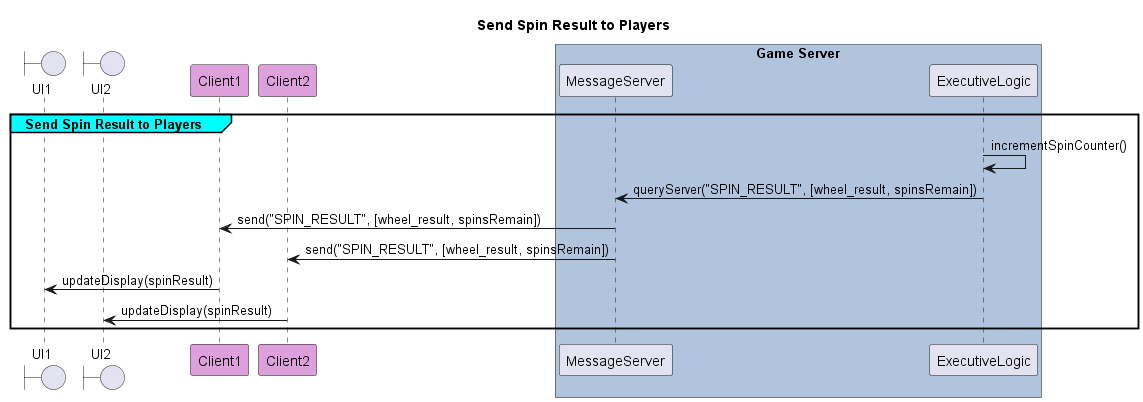 Send Spin Result to Players
Game Server
UI1
UI2
Client1
Client2
MessageServer
ExecutiveLogic
Send Spin Result to Players
incrementSpinCounter()
queryServer("SPIN_RESULT", [wheel_result, spinsRemain])
send("SPIN_RESULT", [wheel_result, spinsRemain])
send("SPIN_RESULT", [wheel_result, spinsRemain])
updateDisplay(spinResult)
updateDisplay(spinResult)
UI1
UI2
Client1
Client2
MessageServer
ExecutiveLogic